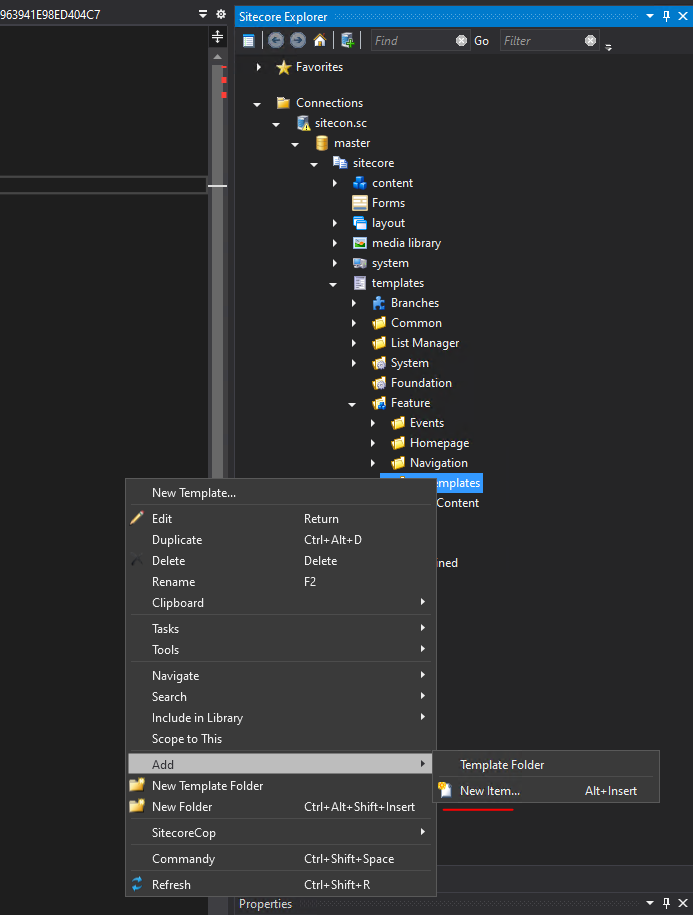 963941E98ED404C7
Sitecore Explorer
Find
Go
Filter
Favorites
Connections
sitecon.sc
master
sitecore
content
Forms
layout
media library
system
templates
Branches
Common
List Manager
System
Foundation
Feature
Events
Homepage
Navigation
emplates
Content
ined
New Template...
Edit Return
Duplicate Ctrl+Alt+D
Delete Delete
Rename F2
Clipboard
Tasks
Tools
Navigate
Search
Include in Library
Scope to This
Add
Template Folder
New Template Folder
New Item... Alt+Insert
New Folder Ctrl+Alt+Shift+Insert
SitecoreCop
Commandy Ctrl+Shift+Space
Refresh Ctrl+Shift+R
Properties